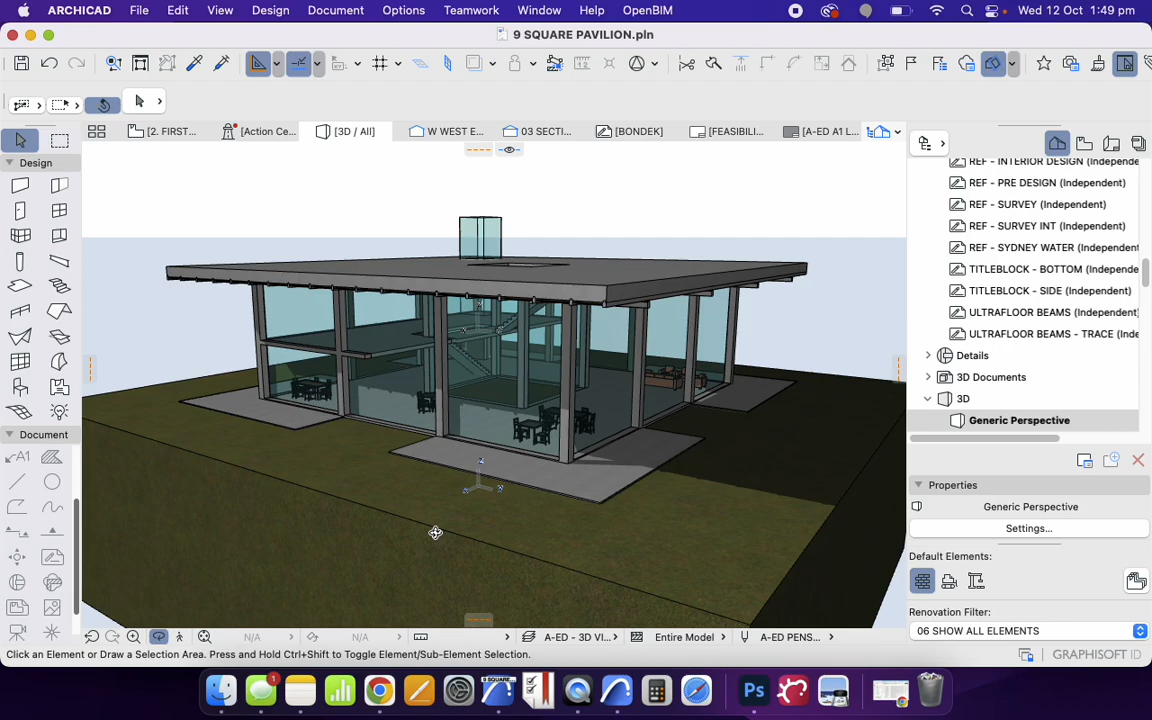 ARCHICAD File Edit View Design Document Options Teamwork Window Help OpenBIM Wed 12 Oct 1:49 pm
9 SQUARE PAVILION.pln
[2. FIRST... [Action Ce... [3D / All] W WEST E... 03 SECTI... [BONDEK] [FEASIBILI... [A-ED A1 L...
Design
Document
REF - INTERIOR DESIGN (Independe
REF - PRE DESIGN (Independent)
REF - SURVEY (Independent)
REF - SURVEY INT (Independent)
REF - SYDNEY WATER (Independent
TITLEBLOCK - BOTTOM (Independe
TITLEBLOCK - SIDE (Independent)
ULTRAFLOOR BEAMS (Independent)
ULTRAFLOOR BEAMS - TRACE (Inde
Details
3D Documents
3D
Generic Perspective
Properties
Generic Perspective
Settings...
Default Elements:
Renovation Filter:
06 SHOW ALL ELEMENTS
N/A N/A A-ED - 3D VI... Entire Model A-ED PENS...
Click an Element or Draw a Selection Area. Press and Hold Ctrl+Shift to Toggle Element/Sub-Element Selection.
GRAPHISOFT ID